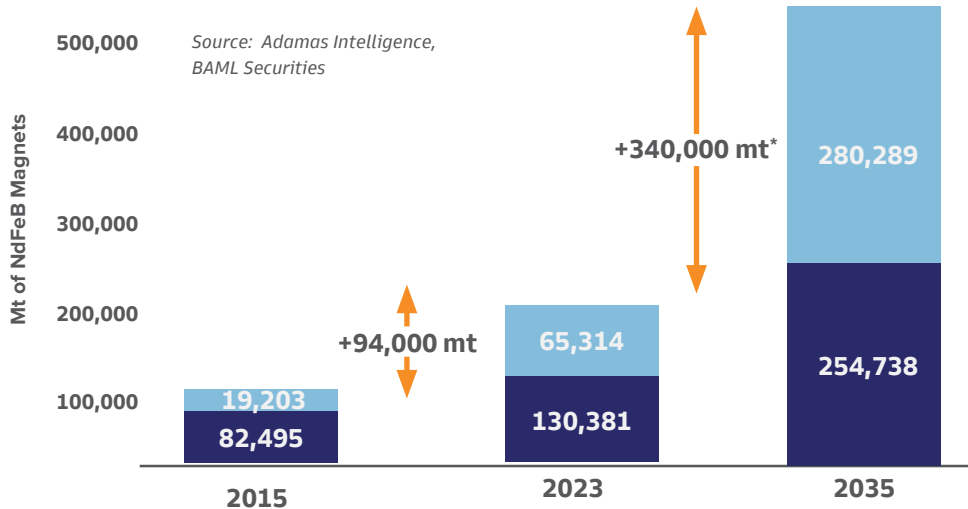 Mt of NdFeB Magnets
500,000
400,000
300,000
200,000
100,000
Source: Adamas Intelligence,
BAML Securities
+94,000 mt
+340,000 mt*
19,203
82,495
65,314
130,381
280,289
254,738
2015
2023
2035